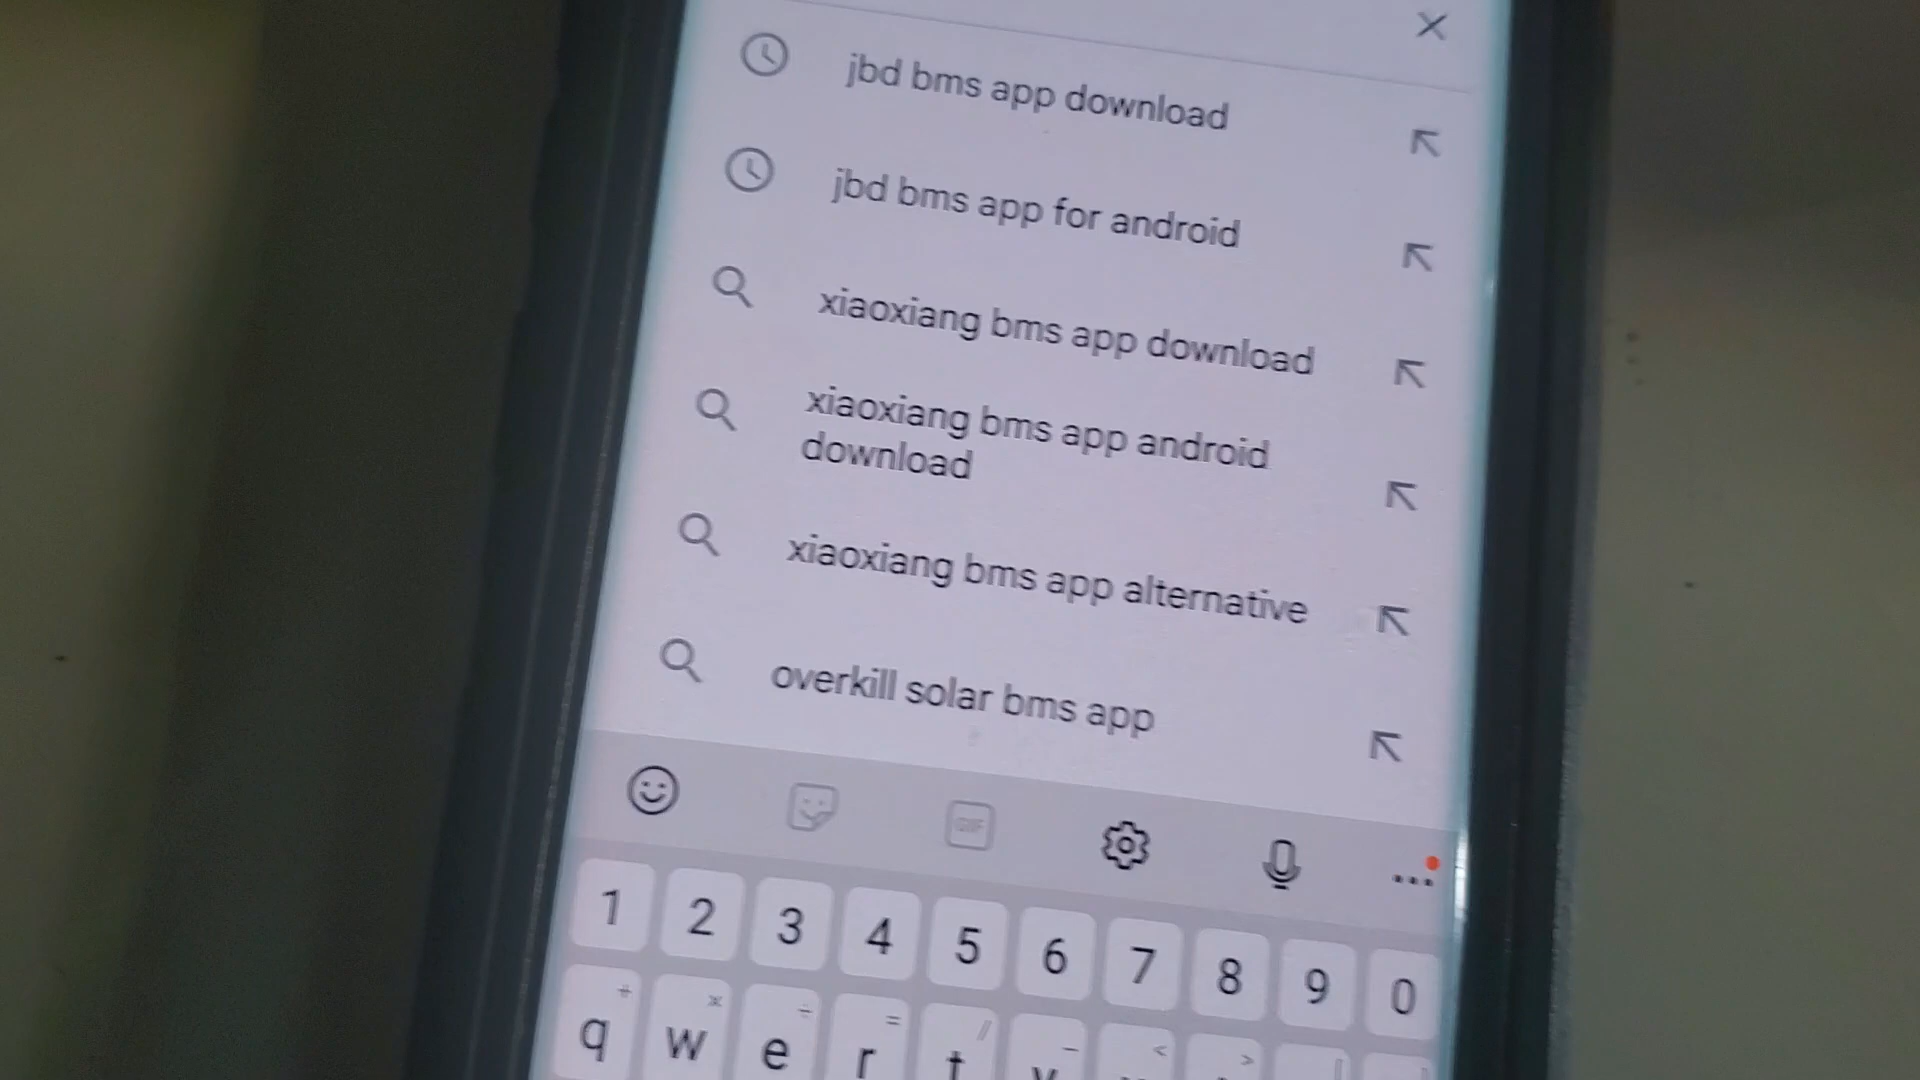 jbd bms app download
jbd bms app for android
xiaoxiang bms app download
xiaoxiang bms app android
download
xiaoxiang bms app alternative
overkill solar bms app
GIF
1 2 3 4 5 6 7 8 9 0
+ × ÷ = / _ < > [ ]
q w e r t y